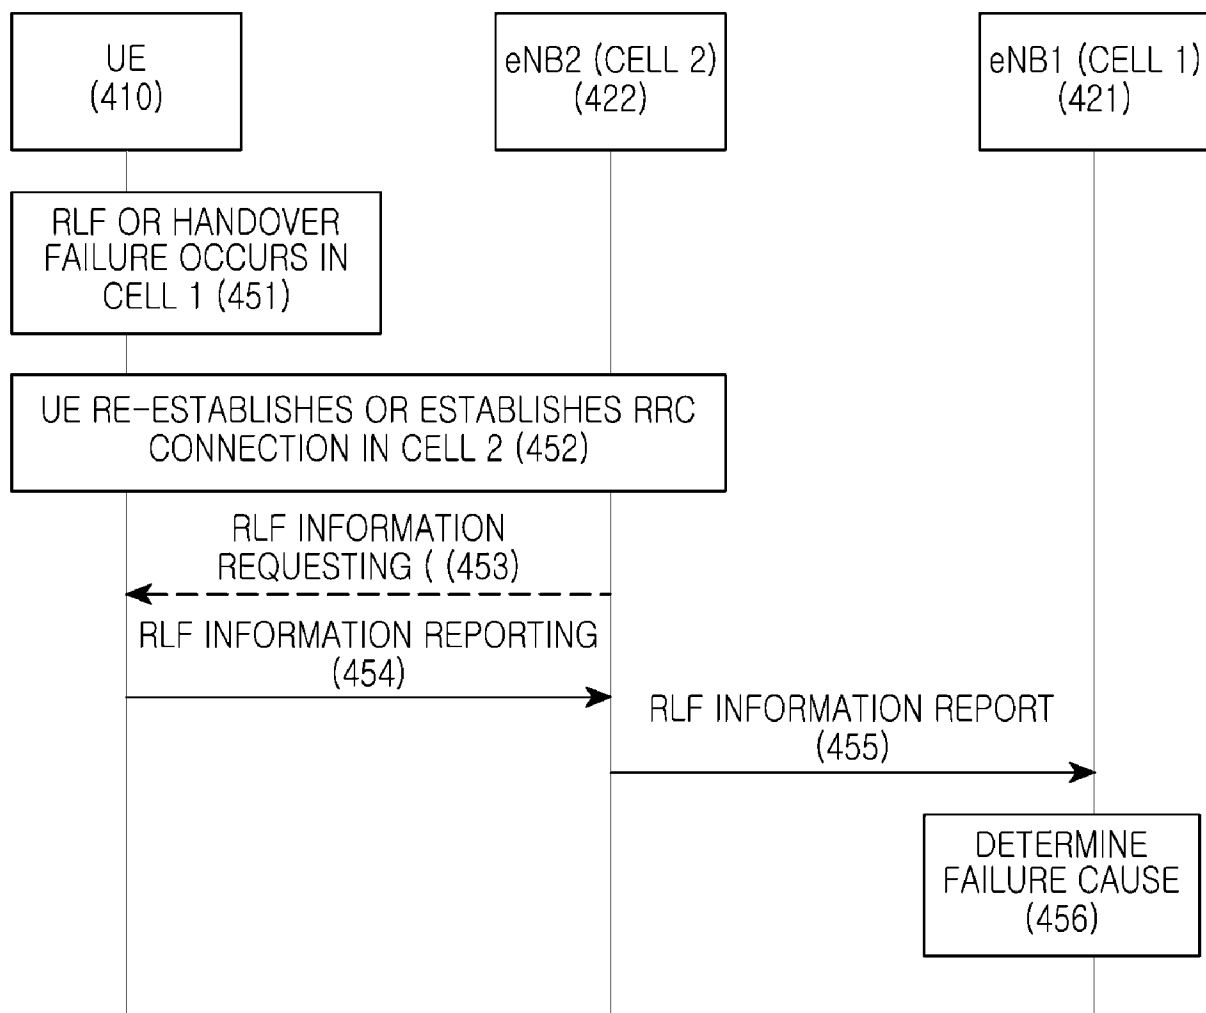 UE
(410)
eNB2 (CELL 2)
(422)
eNB1 (CELL 1)
(421)
RLF OR HANDOVER
FAILURE OCCURS IN
CELL 1 (451)
UE RE-ESTABLISHES OR ESTABLISHES RRC
CONNECTION IN CELL 2 (452)
RLF INFORMATION
REQUESTING ( (453)
RLF INFORMATION REPORTING
(454)
RLF INFORMATION REPORT
(455)
DETERMINE
FAILURE CAUSE
(456)